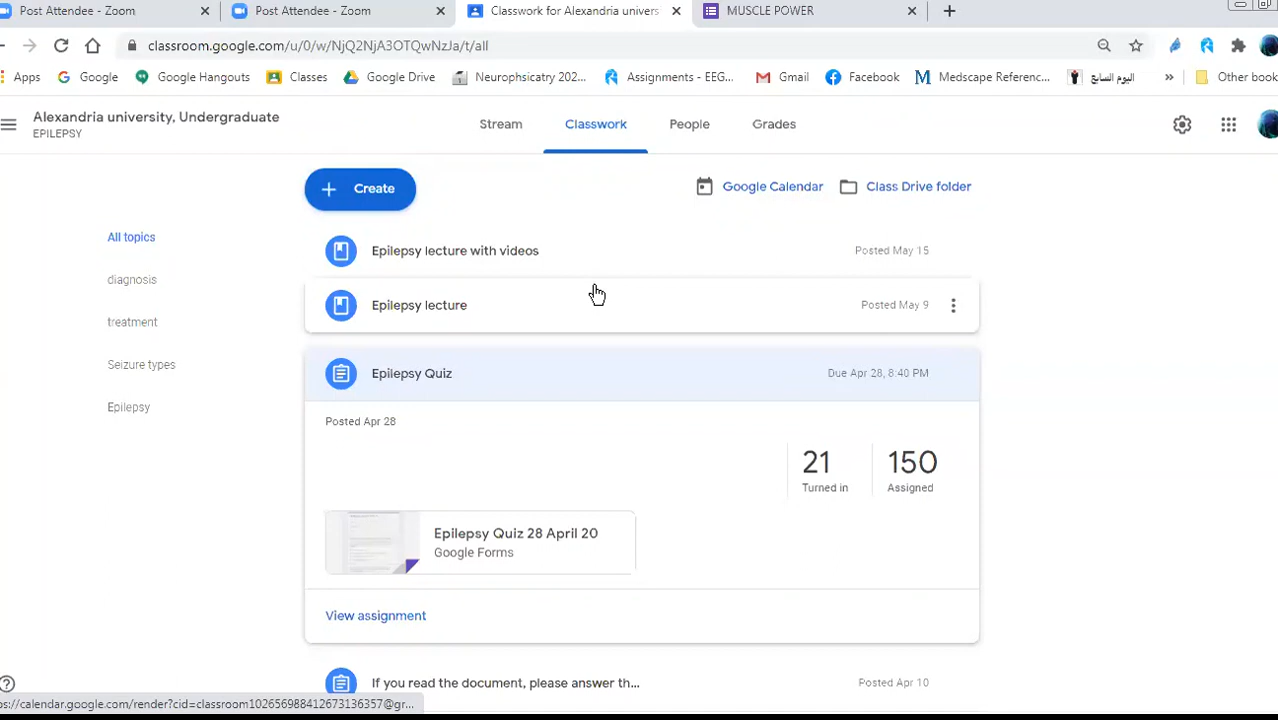 Post Attendee - Zoom
Post Attendee - Zoom
Classwork for Alexandria univers
MUSCLE POWER
classroom.google.com/u/0/w/NjQ2NjA3OTQwNzJa/t/all
Apps
Google
Google Hangouts
Classes
Google Drive
Neurophsicatry 202...
Assignments - EEG...
Gmail
Facebook
Medscape Referenc...
اليوم السابع
»
Other book
Alexandria university, Undergraduate
EPILEPSY
Stream
Classwork
People
Grades
+ Create
Google Calendar
Class Drive folder
All topics
diagnosis
treatment
Seizure types
Epilepsy
Epilepsy lecture with videos
Posted May 15
Epilepsy lecture
Posted May 9
Epilepsy Quiz
Due Apr 28, 8:40 PM
Posted Apr 28
21
Turned in
150
Assigned
Epilepsy Quiz 28 April 20
Google Forms
View assignment
If you read the document, please answer th...
Posted Apr 10
ps://calendar.google.com/render?cid=classroom102656988412673136357@gr...